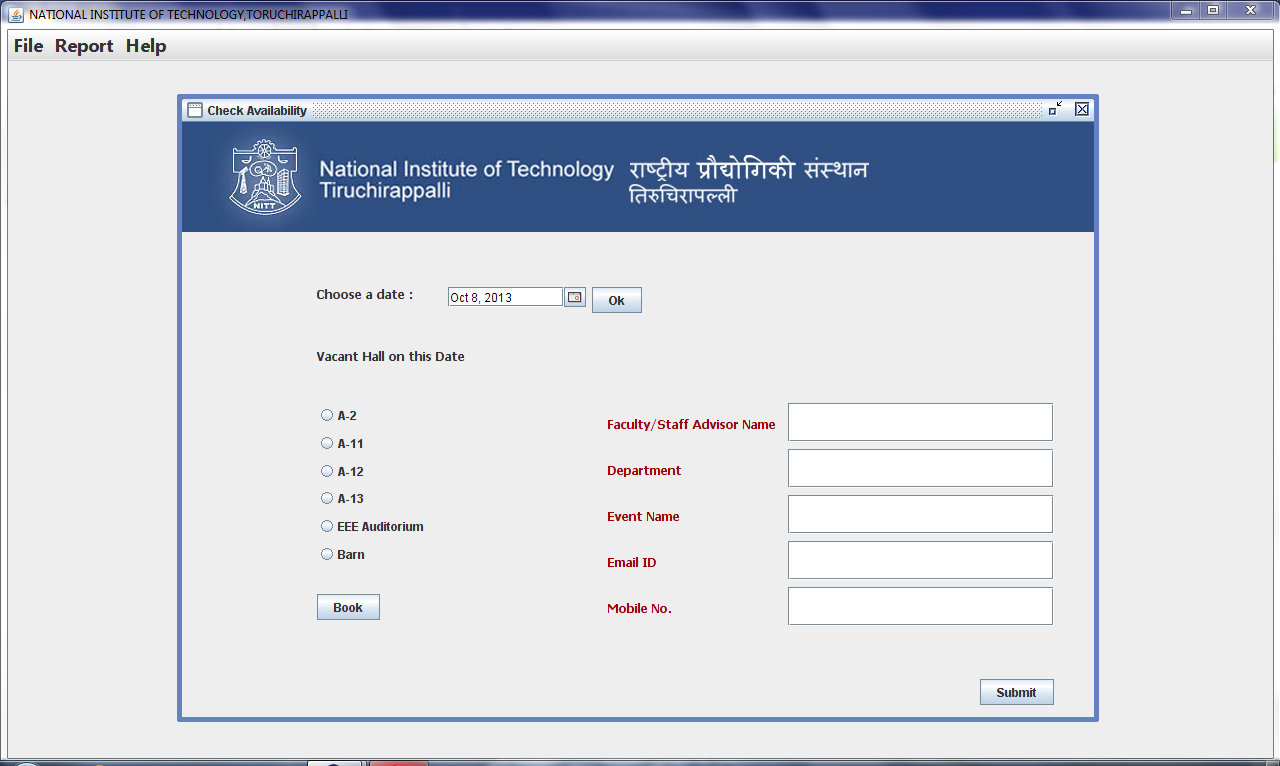 NATIONAL INSTITUTE OF TECHNOLOGY,TORUCHIRAPPALLI
File Report Help
Check Availability
NITT
National Institute of Technology
Tiruchirappalli
राष्ट्रीय प्रौद्योगिकी संस्थान
तिरुचिरापल्ली
Choose a date :
Oct 8, 2013
Ok
Vacant Hall on this Date
A-2
A-11
A-12
A-13
EEE Auditorium
Barn
Book
Faculty/Staff Advisor Name
Department
Event Name
Email ID
Mobile No.
Submit